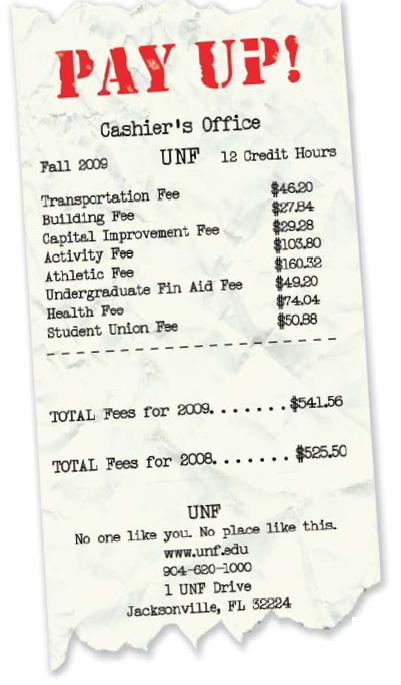 PAY UP!
Cashier's Office
Fall 2009 UNF 12 Credit Hours
Transportation Fee $46.20
Building Fee $27.84
Capital Improvement Fee $29.28
Activity Fee $103.80
Athletic Fee $160.32
Undergraduate Fin Aid Fee $49.20
Health Fee $74.04
Student Union Fee $50.88
TOTAL Fees for 2009.......$541.56
TOTAL Fees for 2008.......$525.50
UNF
No one like you. No place like this.
www.unf.edu
904-620-1000
1 UNF Drive
Jacksonville, FL 32224